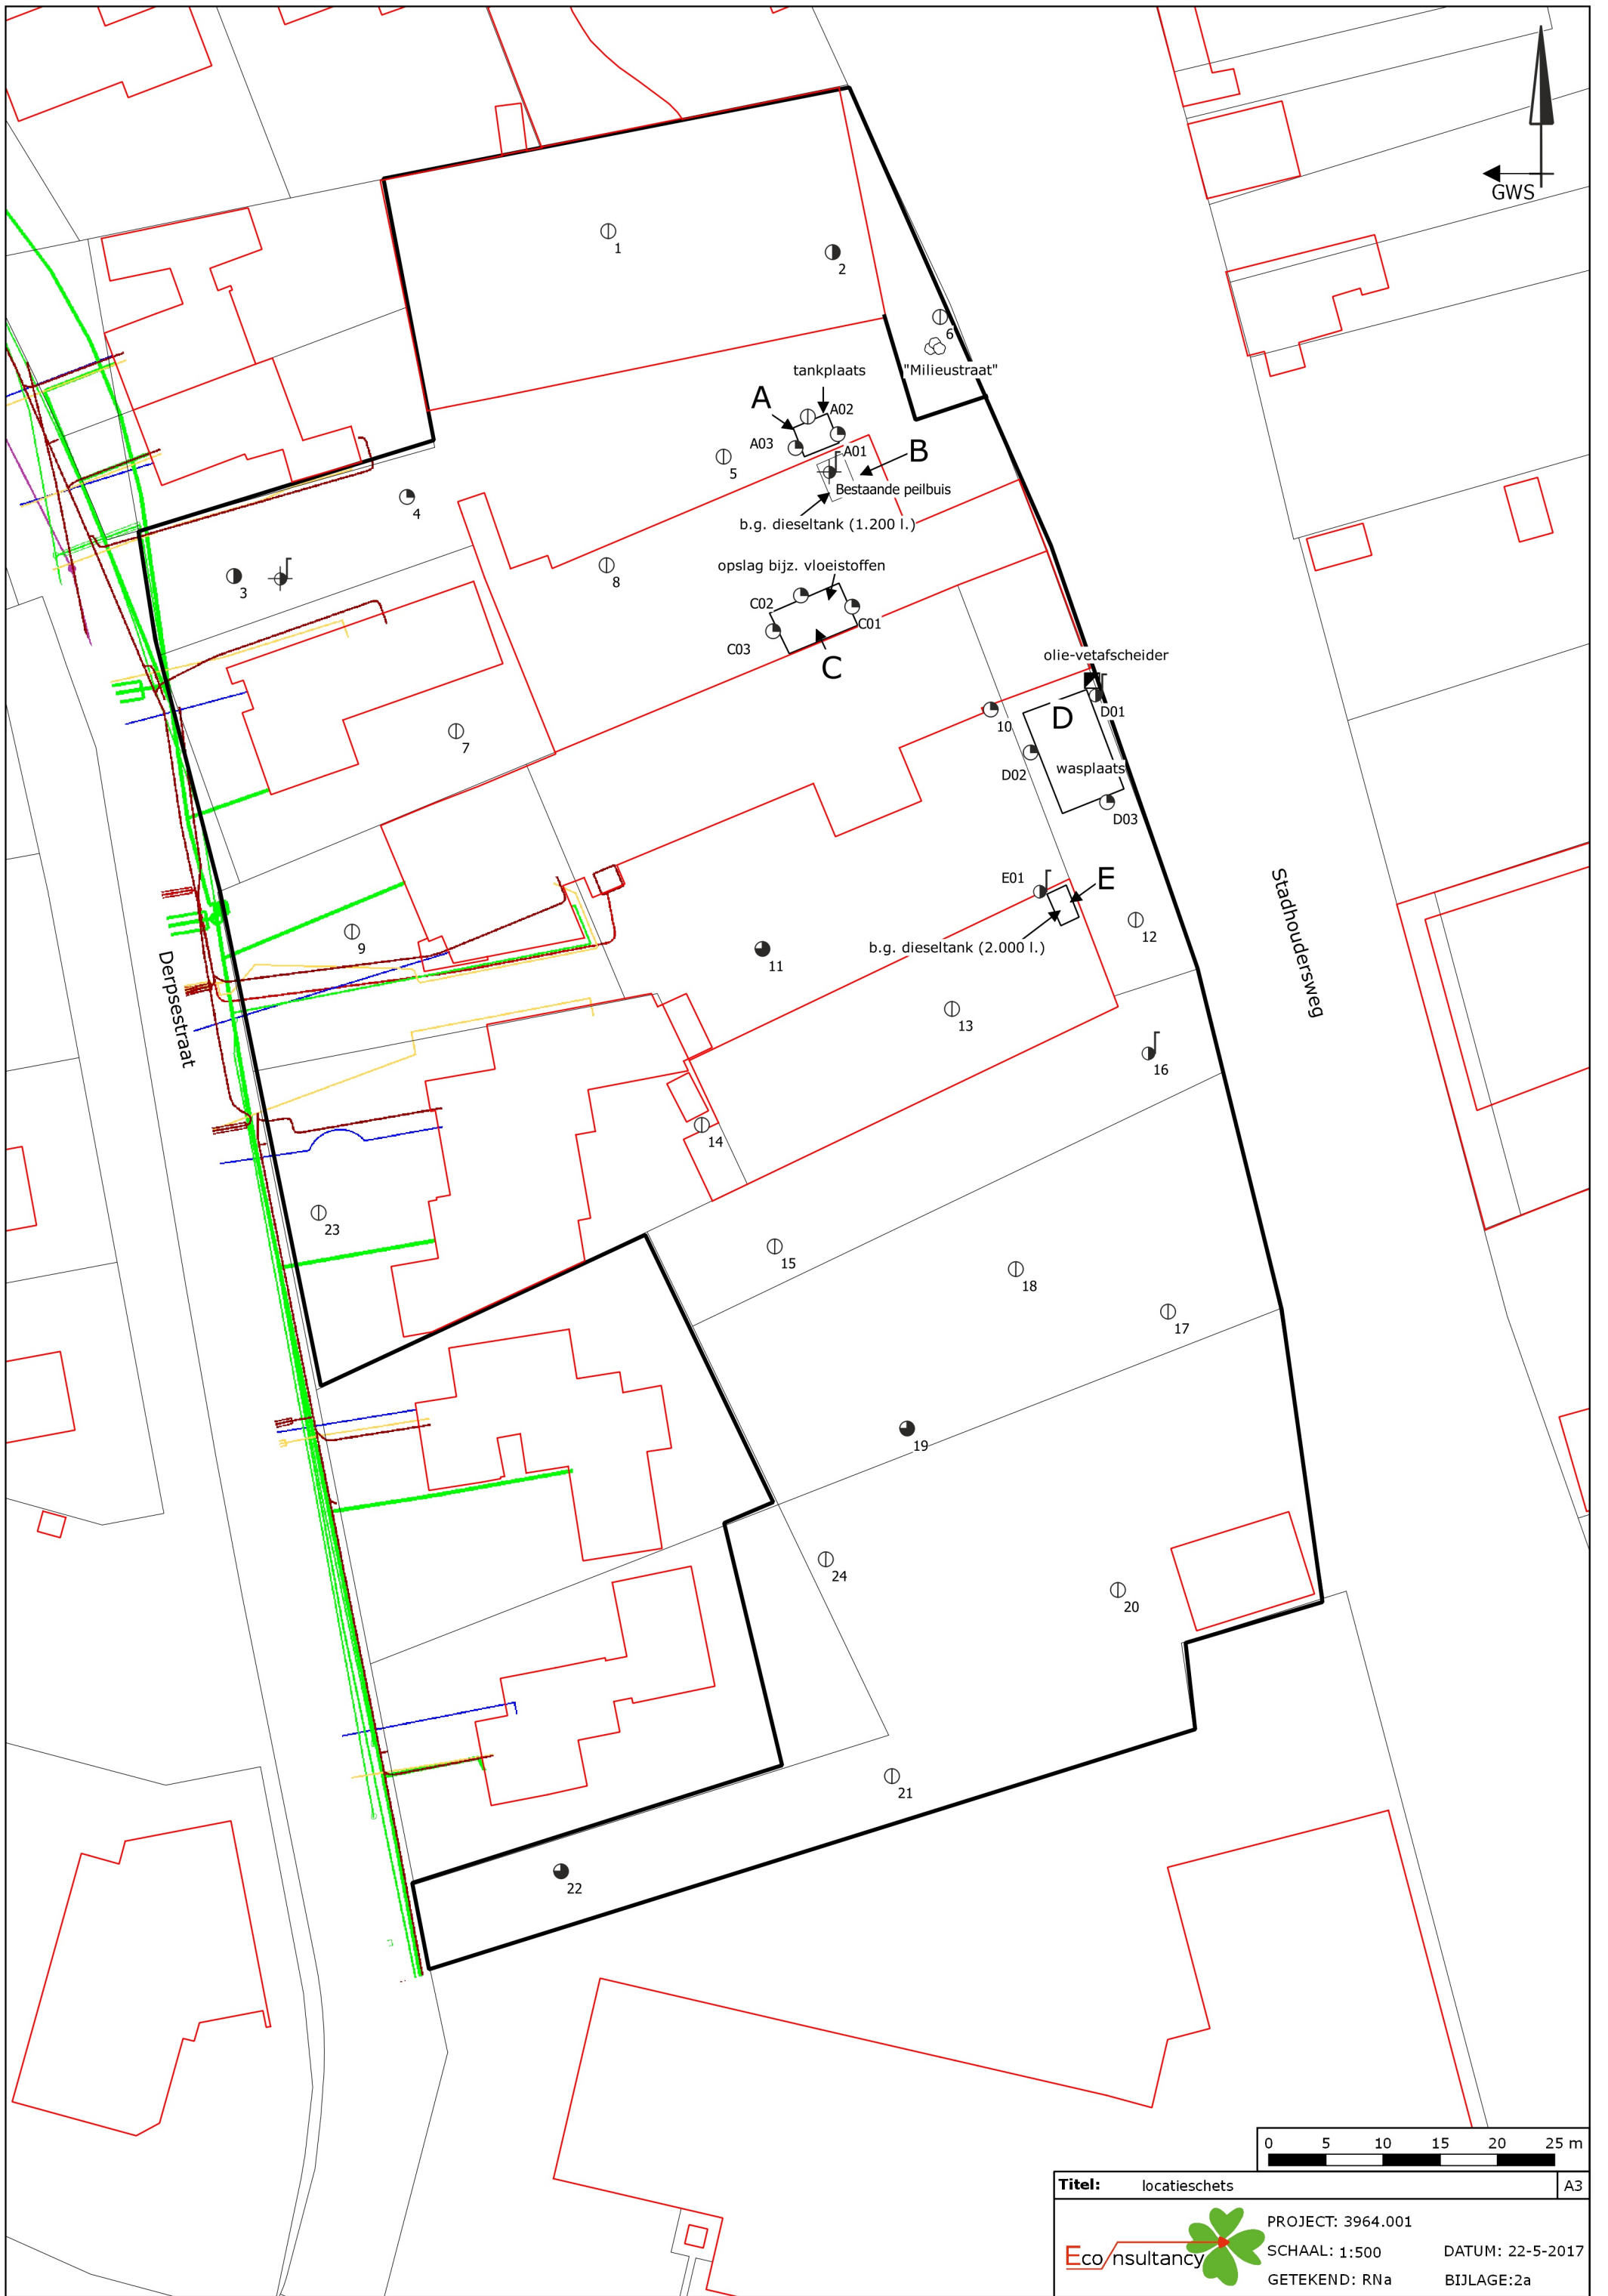 GWS
1
2
6
"Milieustraat"
tankplaats
A
A02
A03
A01
B
5
Bestaande peilbuis
b.g. dieseltank (1.200 l.)
4
3
8
opslag bijz. vloeistoffen
C02
C01
C03
C
olie-vetafscheider
D
D01
10
D02
wasplaats
7
D03
E01
E
Stadhoudersweg
9
12
11
b.g. dieseltank (2.000 l.)
Derpsestraat
13
16
14
23
15
18
17
19
24
20
21
22
0 5 10 15 20 25 m
Titel: locatieschets A3
Eco nsultancy
PROJECT: 3964.001
SCHAAL: 1:500 DATUM: 22-5-2017
GETEKEND: RNa BIJLAGE:2a